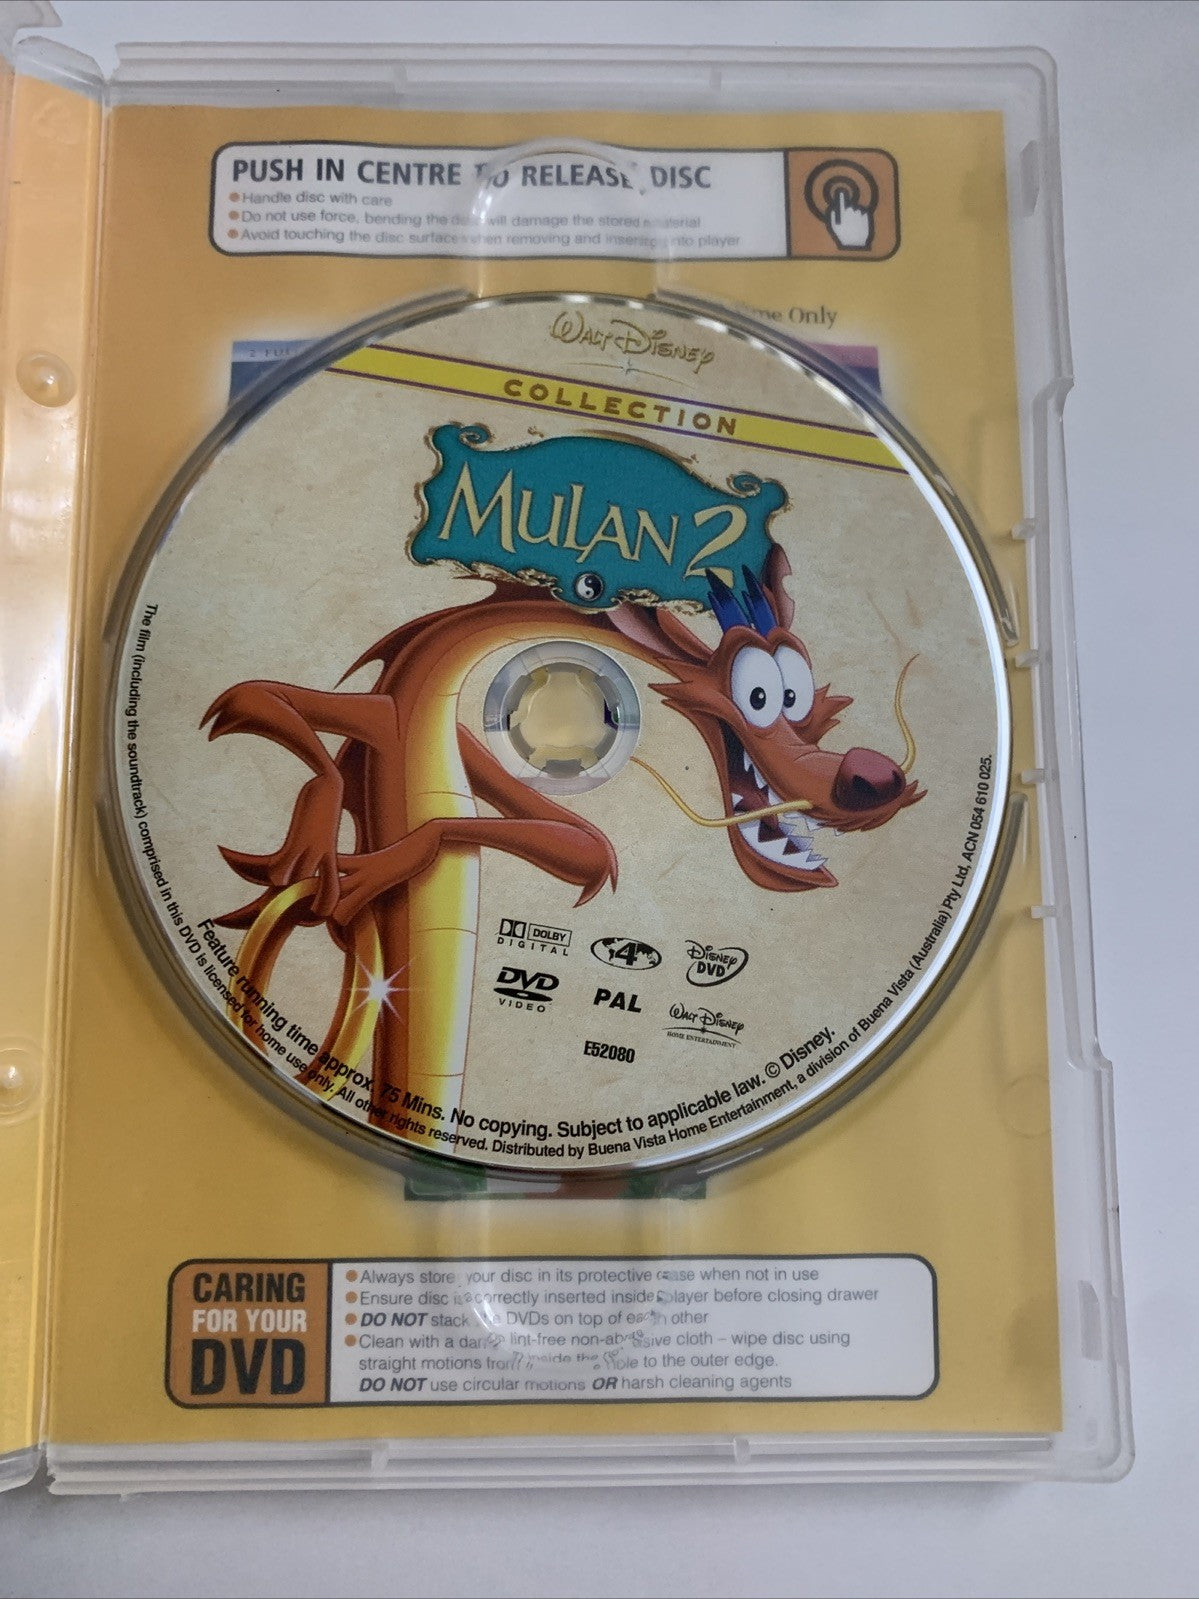 PUSH IN CENTRE TO RELEASE DISC
Handle disc with care
Do not use force, bending the disc will damage the stored material
Avoid touching the disc surface when removing and inserting into player
Time Only
WALT DISNEY
COLLECTION
MULAN 2
DOLBY
DIGITAL
4
DISNEY
DVD
DVD
VIDEO
PAL
WALT DISNEY
HOME ENTERTAINMENT
E52080
Feature running time approx. 75 Mins. No copying. Subject to applicable law. © Disney.
The film (including the soundtrack) comprised in this DVD is licensed for home use only. All other rights reserved. Distributed by Buena Vista Home Entertainment, a division of Buena Vista (Australia) Pty Ltd, ACN 054 610 025.
CARING
FOR YOUR
DVD
Always store your disc in its protective case when not in use
Ensure disc is correctly inserted inside player before closing drawer
DO NOT stack the DVDs on top of each other
Clean with a damp lint-free non-abrasive cloth – wipe disc using
straight motions from inside the hole to the outer edge.
DO NOT use circular motions OR harsh cleaning agents